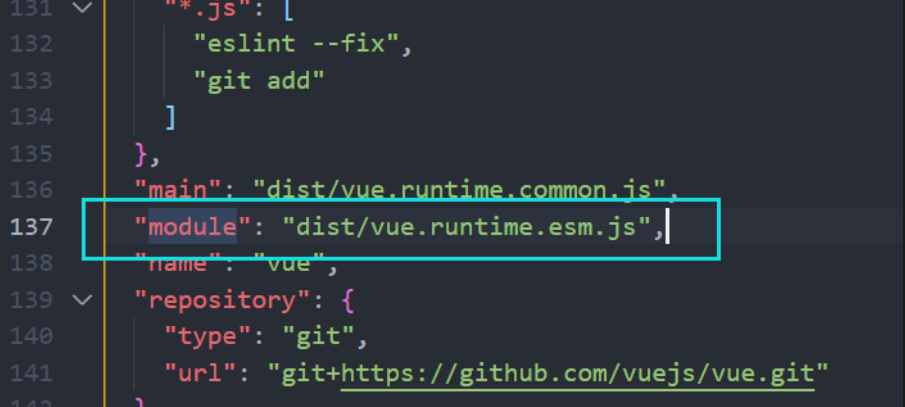 131 "*.js": [
132 "eslint --fix",
133 "git add"
134 ]
135 },
136 "main": "dist/vue.runtime.common.js",
137 "module": "dist/vue.runtime.esm.js",
138 "name": "vue",
139 "repository": {
140 "type": "git",
141 "url": "git+https://github.com/vuejs/vue.git"
142 }